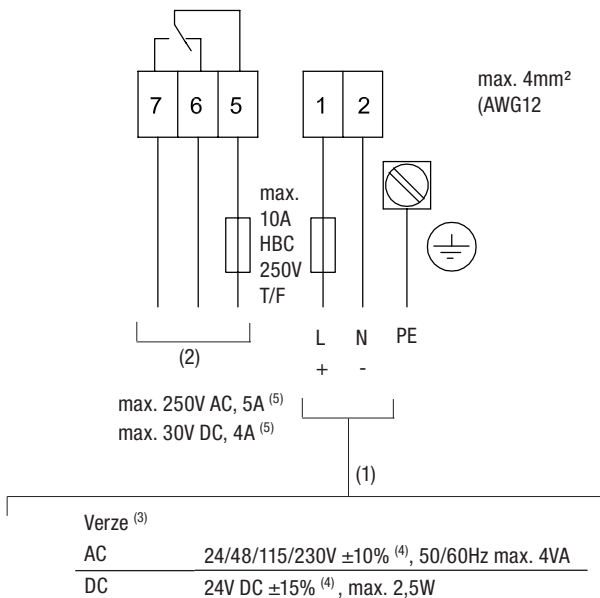 7 6 5 1 2
max. 4mm²
(AWG12
max.
10A
HBC
250V
T/F
L N PE
+ -
(2)
max. 250V AC, 5A (5)
max. 30V DC, 4A (5)
(1)
Verze (3)
AC 24/48/115/230V ±10% (4), 50/60Hz max. 4VA
DC 24V DC ±15% (4) , max. 2,5W